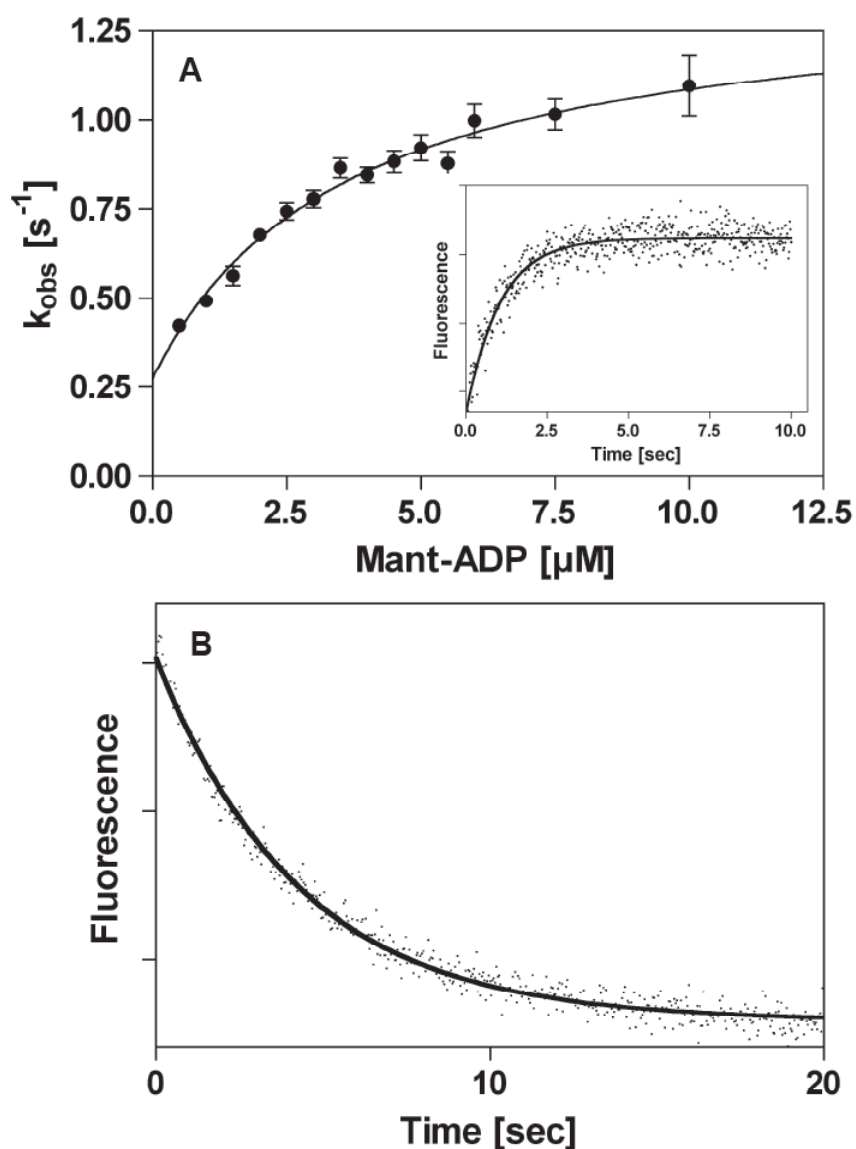 A
1.25
1.00
0.75
0.50
0.25
0.00
k_obs [s⁻¹]
0.0 2.5 5.0 7.5 10.0 12.5
Mant-ADP [µM]
Fluorescence
0.0 2.5 5.0 7.5 10.0
Time [sec]
B
Fluorescence
0 10 20
Time [sec]